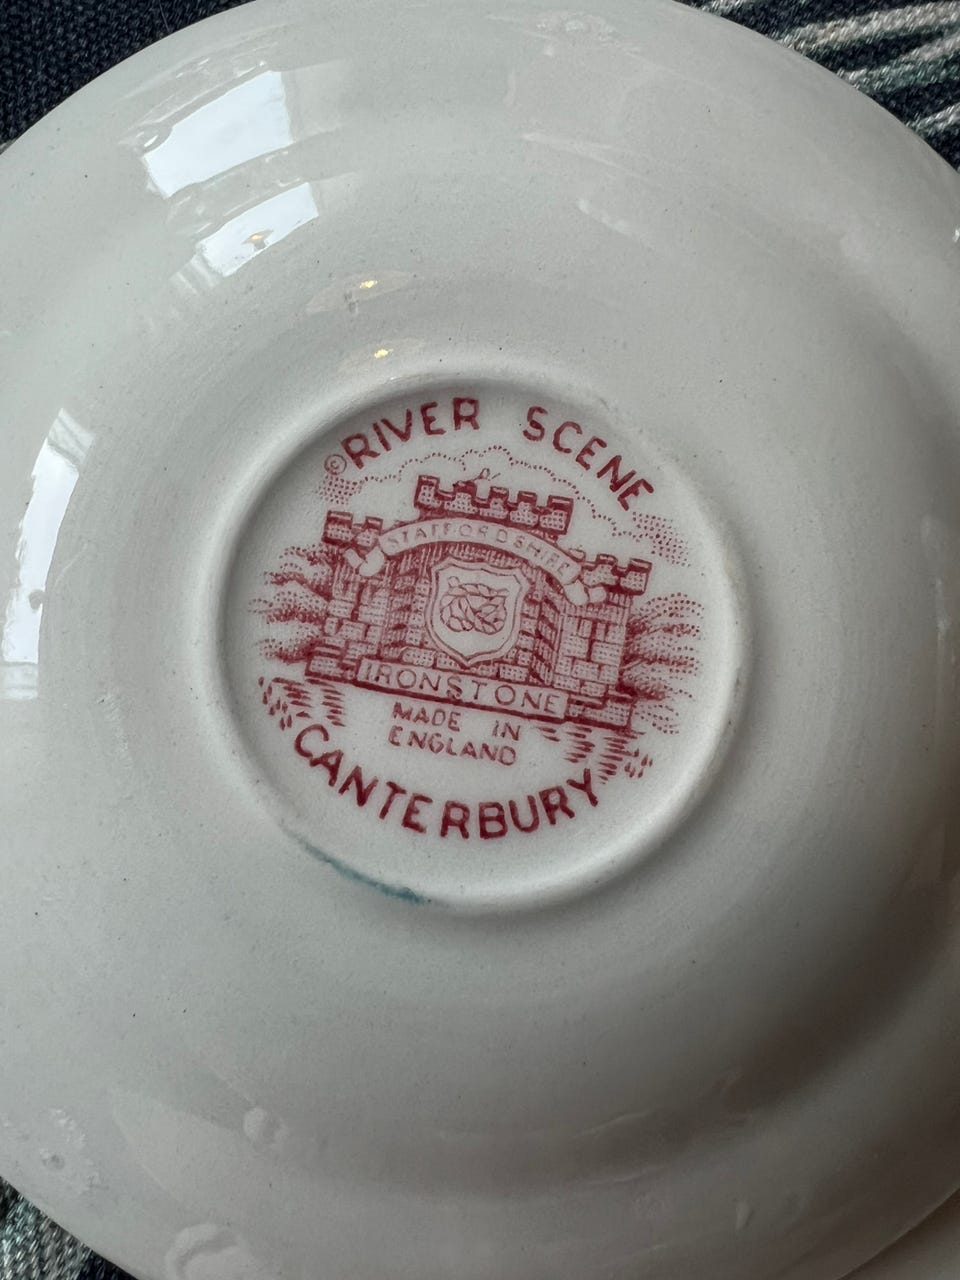 © RIVER SCENE
STAFFORDSHIRE
IRONSTONE
MADE IN
ENGLAND
CANTERBURY